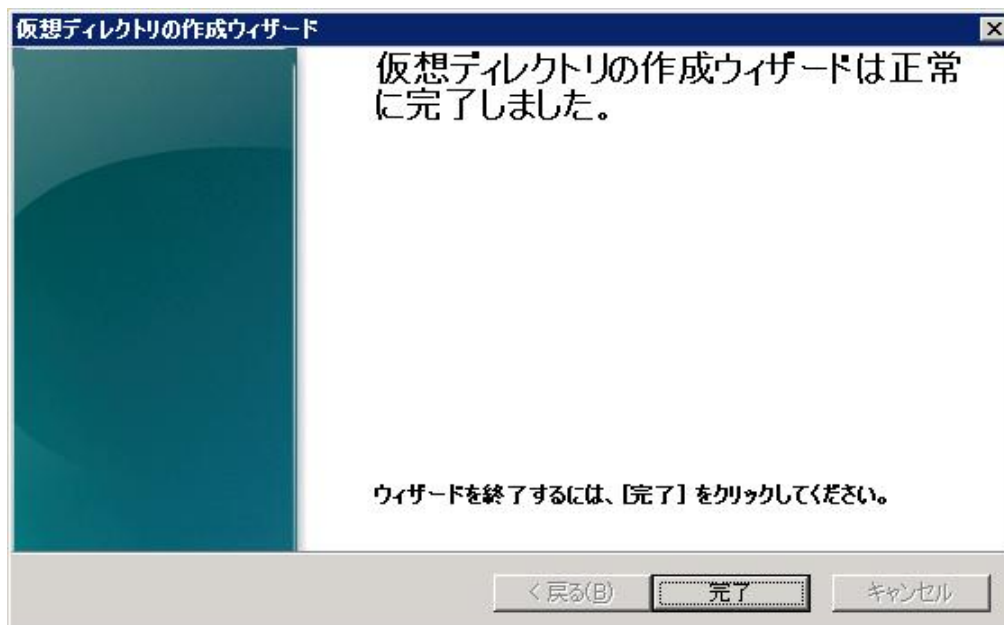 仮想ディレクトリの作成ウィザード
仮想ディレクトリの作成ウィザードは正常
に完了しました。
ウィザードを終了するには、[完了] をクリックしてください。
< 戻る(B)
完了
キャンセル